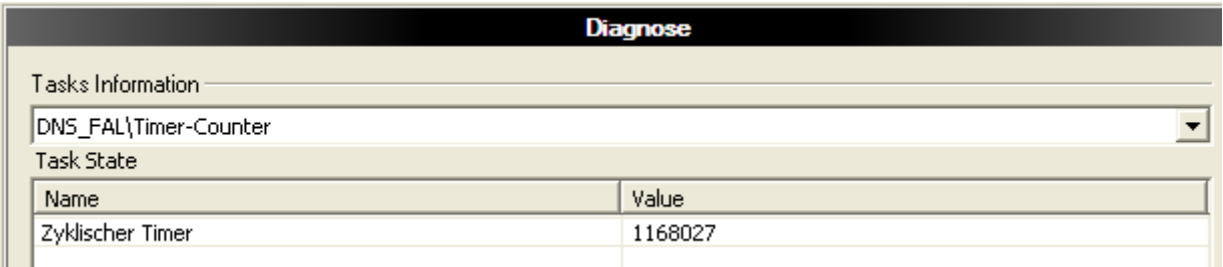 Diagnose
Tasks Information
DNS_FAL\Timer-Counter
Task State
Name Value
Zyklischer Timer 1168027